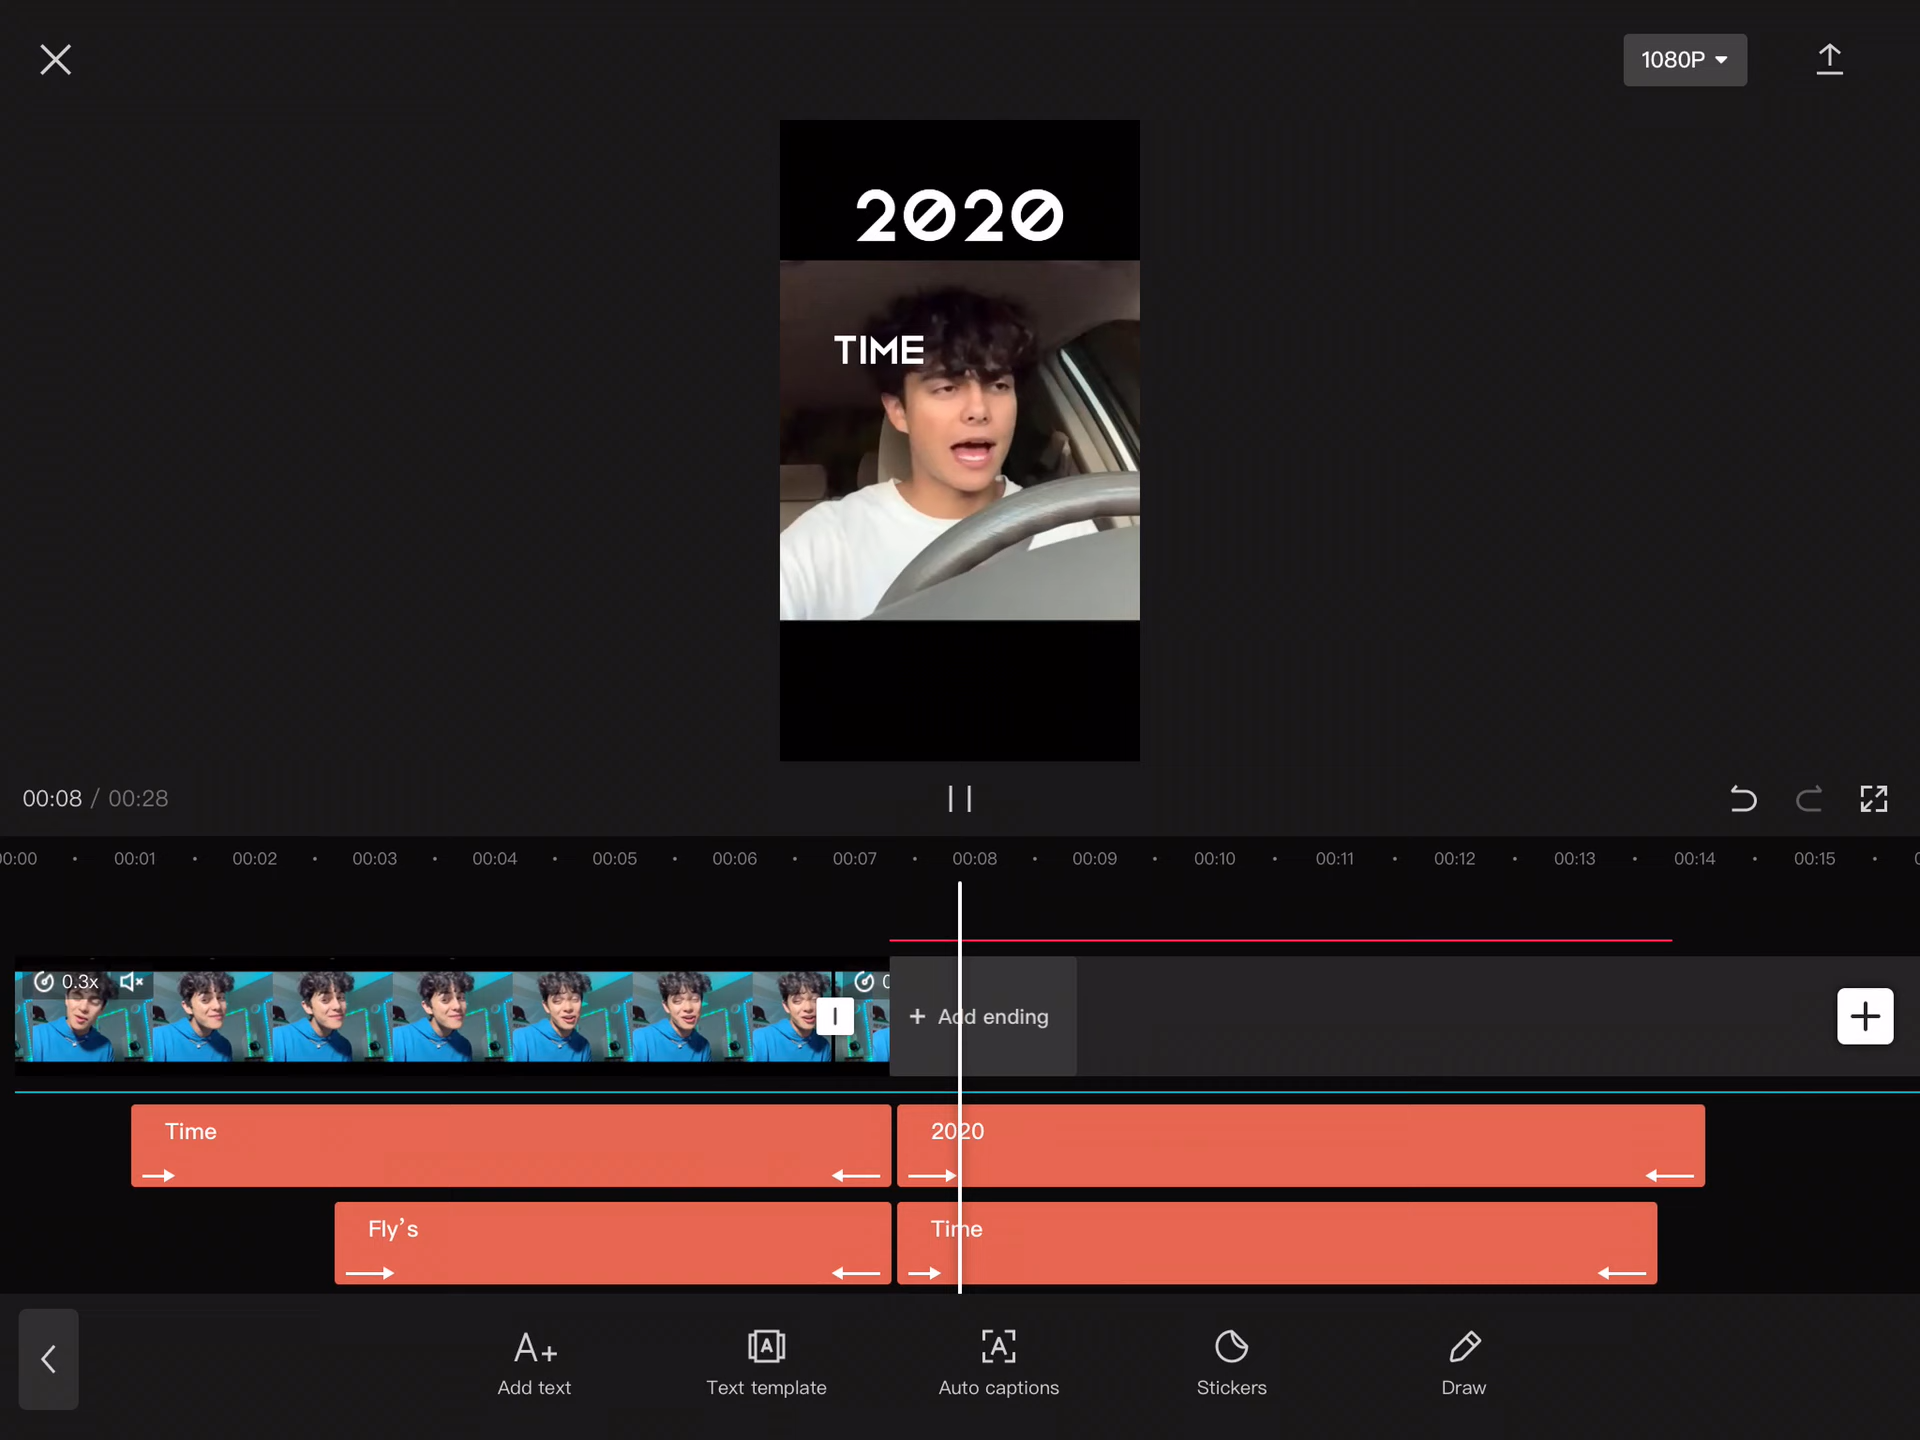 1080P
2020
TIME
00:08 / 00:28
00:00 00:01 00:02 00:03 00:04 00:05 00:06 00:07 00:08 00:09 00:10 00:11 00:12 00:13 00:14 00:15
0.3x
+ Add ending
Time
2020
Fly's
Time
A+
A
A
Add text
Text template
Auto captions
Stickers
Draw